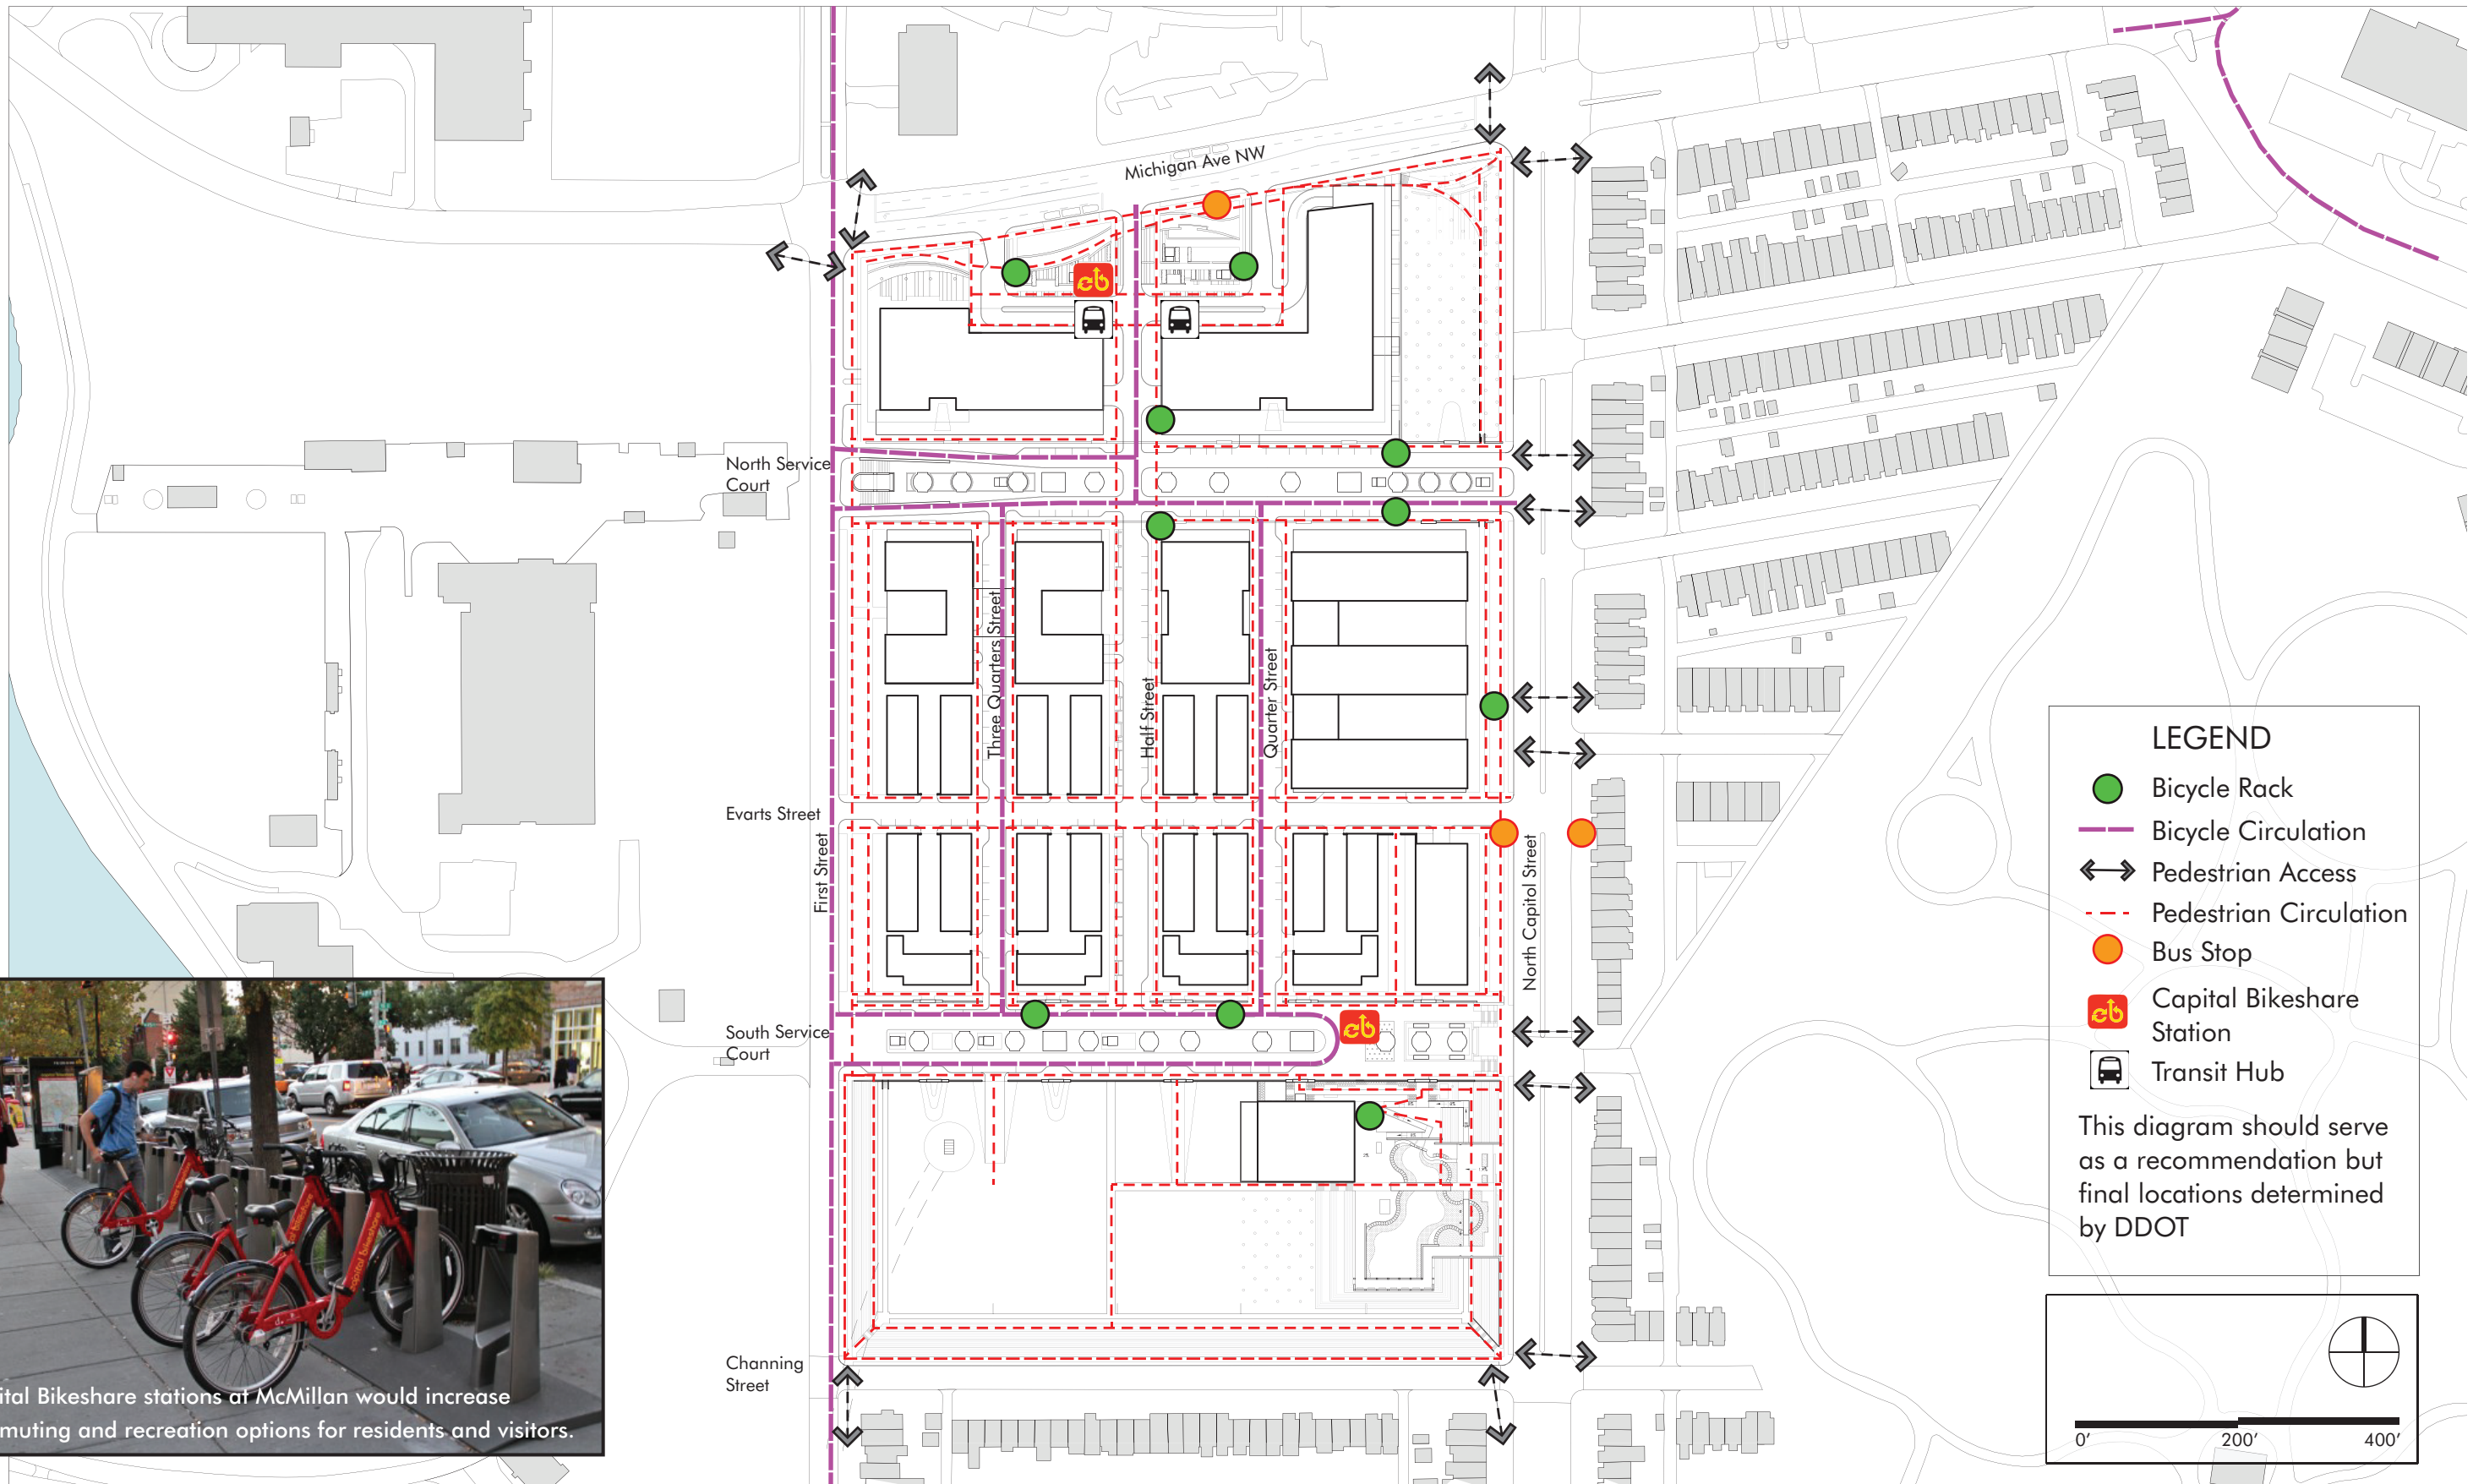 Michigan Ave NW
North Service
Court
Three Quarters Street
Half Street
Quarter Street
Evarts Street
First Street
North Capitol Street
South Service
Court
Channing
Street
LEGEND
Bicycle Rack
Bicycle Circulation
Pedestrian Access
Pedestrian Circulation
Bus Stop
Capital Bikeshare
Station
Transit Hub
This diagram should serve
as a recommendation but
final locations determined
by DDOT
0' 200' 400'
capital bikeshare
ital Bikeshare stations at McMillan would increase
muting and recreation options for residents and visitors.